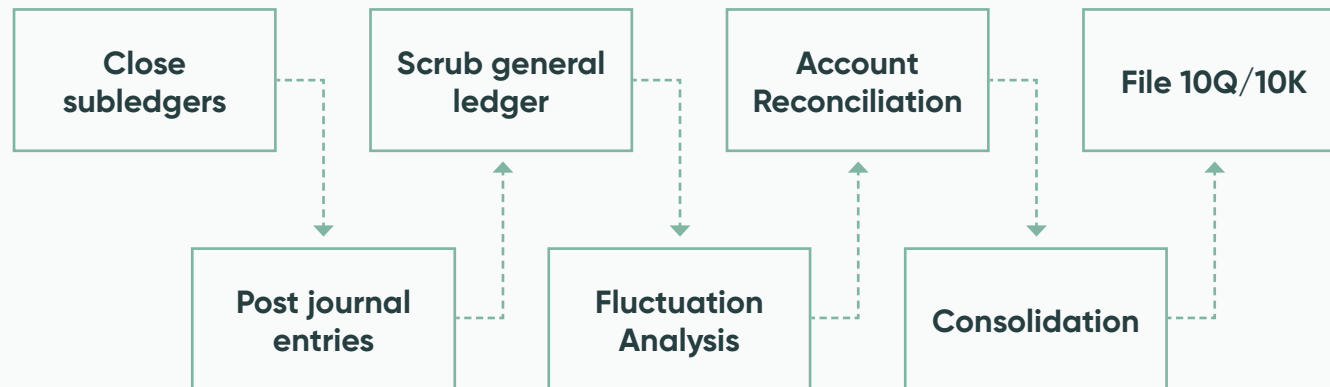 Close
subledgers
Post journal
entries
Scrub general
ledger
Fluctuation
Analysis
Account
Reconciliation
Consolidation
File 10Q/10K